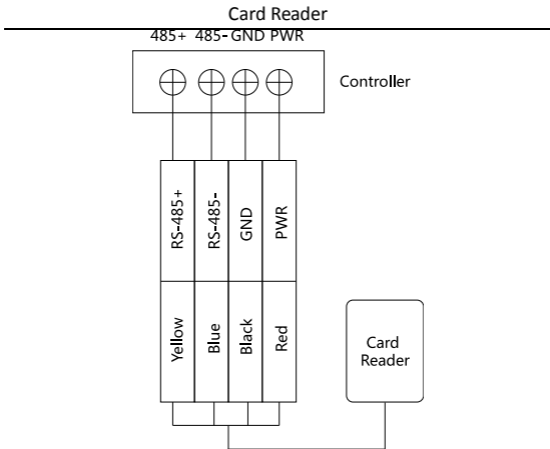 Card Reader
485+ 485- GND PWR
Controller
RS-485+ RS-485- GND PWR
Yellow Blue Black Red
Card
Reader